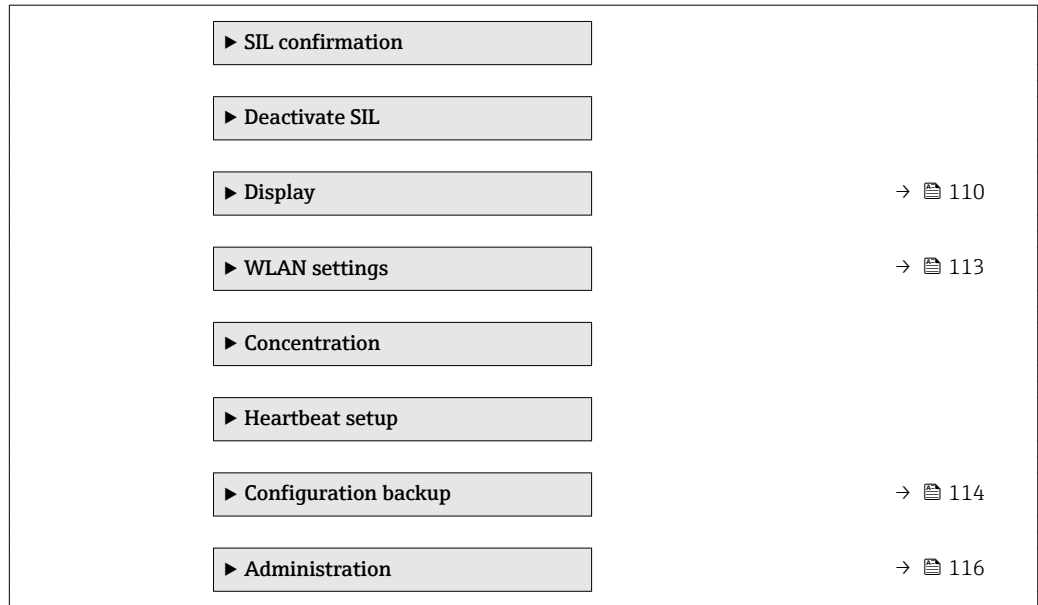 ▶ SIL confirmation
▶ Deactivate SIL
▶ Display → 110
▶ WLAN settings → 113
▶ Concentration
▶ Heartbeat setup
▶ Configuration backup → 114
▶ Administration → 116